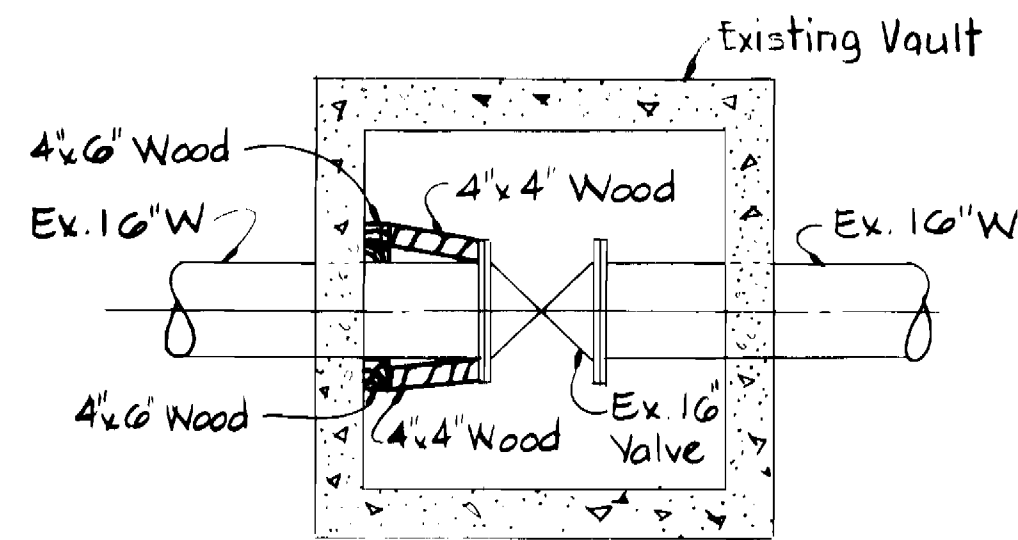 Existing Vault
4"x6" Wood
4"x4" Wood
Ex. 16"W
Ex. 16"W
4"x6" Wood
4"x4" Wood
Ex. 16"
Valve